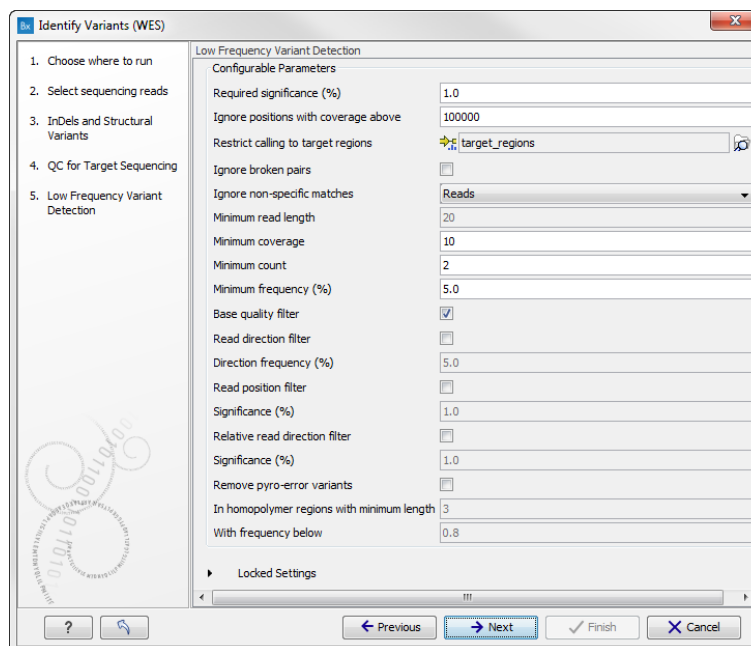 Bx Identify Variants (WES)
X
1. Choose where to run
2. Select sequencing reads
3. InDels and Structural
Variants
4. QC for Target Sequencing
5. Low Frequency Variant
Detection
Low Frequency Variant Detection
Configurable Parameters
Required significance (%) 1.0
Ignore positions with coverage above 100000
Restrict calling to target regions target_regions
Ignore broken pairs
Ignore non-specific matches Reads
Minimum read length 20
Minimum coverage 10
Minimum count 2
Minimum frequency (%) 5.0
Base quality filter
Read direction filter
Direction frequency (%) 5.0
Read position filter
Significance (%) 1.0
Relative read direction filter
Significance (%) 1.0
Remove pyro-error variants
In homopolymer regions with minimum length 3
With frequency below 0.8
Locked Settings
? Previous Next Finish Cancel